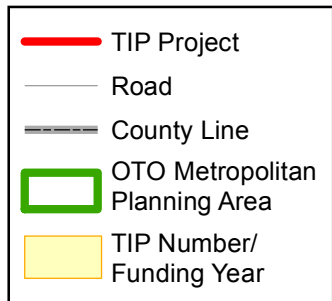 TIP Project
Road
County Line
OTO Metropolitan
Planning Area
TIP Number/
Funding Year